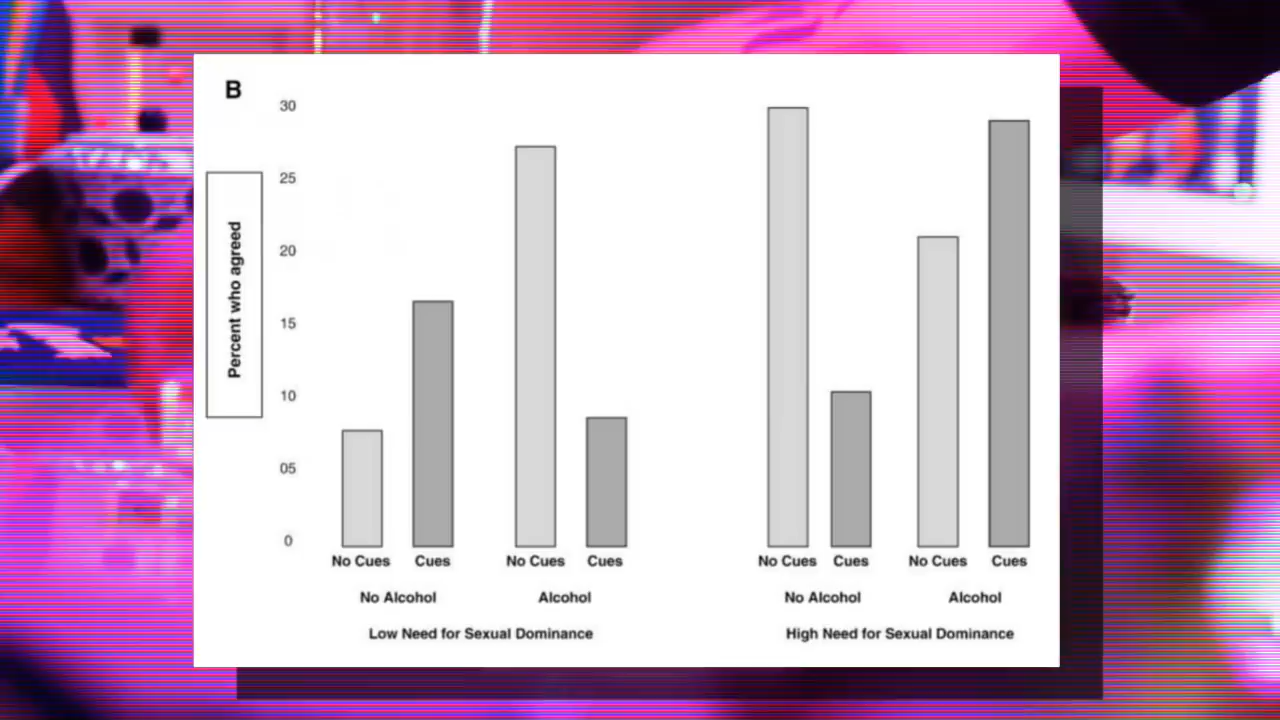 B
30
25
20
15
10
05
0
Percent who agreed
No Cues Cues No Cues Cues No Cues Cues No Cues Cues
No Alcohol Alcohol No Alcohol Alcohol
Low Need for Sexual Dominance High Need for Sexual Dominance